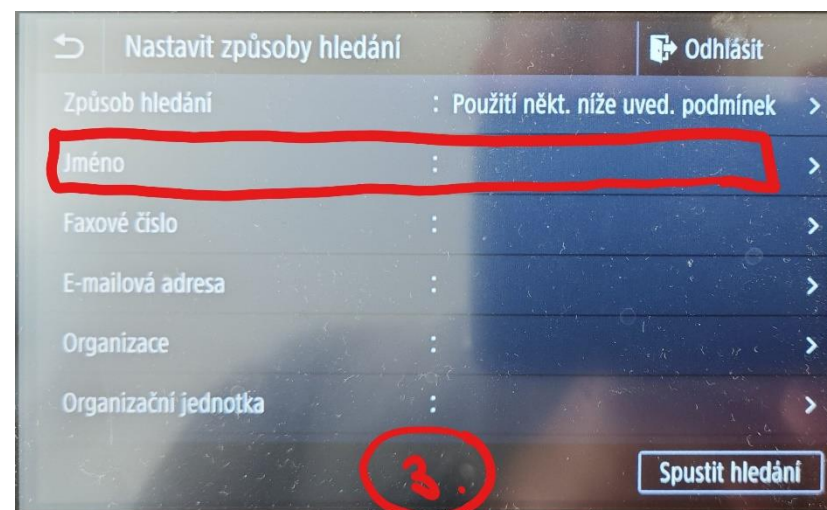 Nastavit způsoby hledání Odhlásit
Způsob hledání : Použití někt. níže uved. podmínek >
Jméno : >
Faxové číslo : >
E-mailová adresa : >
Organizace : >
Organizační jednotka : >
3.
Spustit hledání